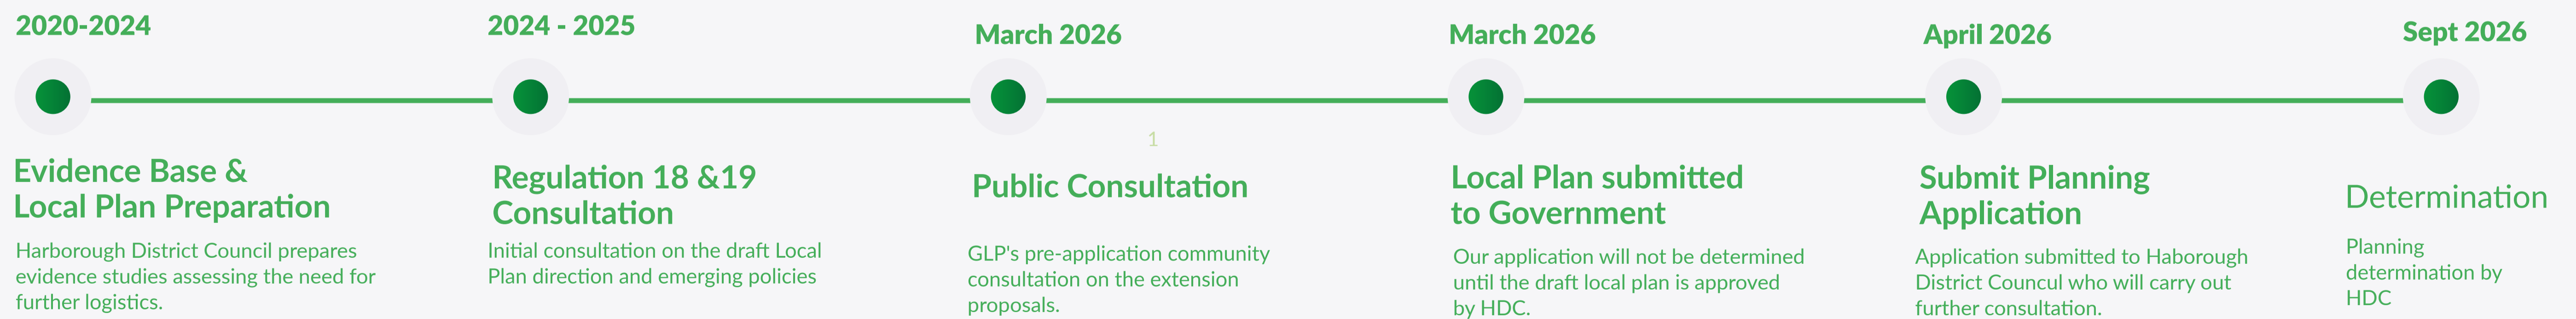 2020-2024
Evidence Base &
Local Plan Preparation
Harborough District Council prepares
evidence studies assessing the need for
further logistics.
2024 - 2025
Regulation 18 &19
Consultation
Initial consultation on the draft Local
Plan direction and emerging policies
March 2026
1
Public Consultation
GLP's pre-application community
consultation on the extension
proposals.
March 2026
Local Plan submitted
to Government
Our application will not be determined
until the draft local plan is approved
by HDC.
April 2026
Submit Planning
Application
Application submitted to Haborough
District Councul who will carry out
further consultation.
Sept 2026
Determination
Planning
determination by
HDC